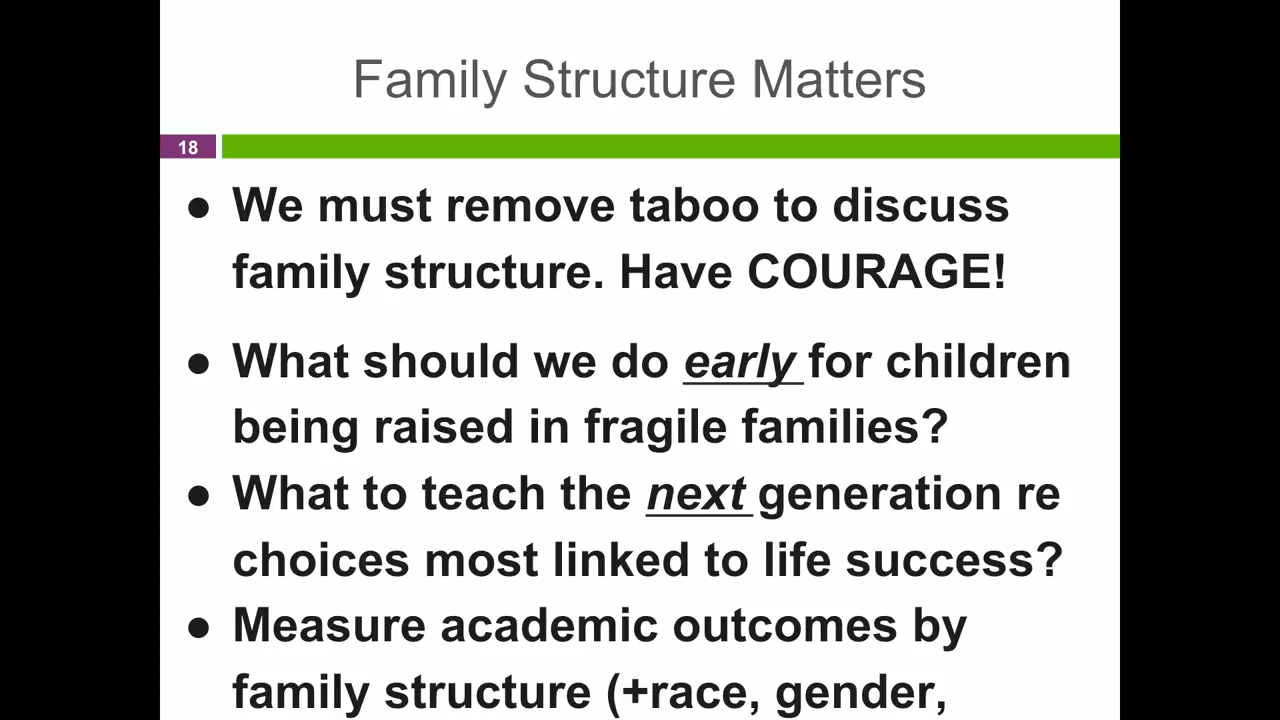 Family Structure Matters
18
● We must remove taboo to discuss
family structure. Have COURAGE!
● What should we do early for children
being raised in fragile families?
● What to teach the next generation re
choices most linked to life success?
● Measure academic outcomes by
family structure (+race, gender,